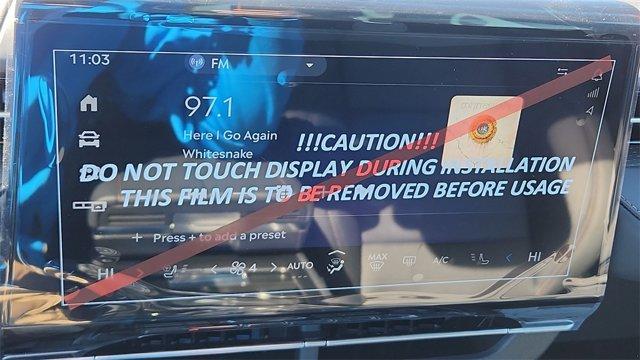 11:03
FM
97.1
Here I Go Again
Whitesnake
!!!CAUTION!!!
DO NOT TOUCH DISPLAY DURING INSTALLATION
THIS FILM IS TO BE REMOVED BEFORE USAGE
+ Press + to add a preset
HI
4
AUTO
MAX
A/C
HI